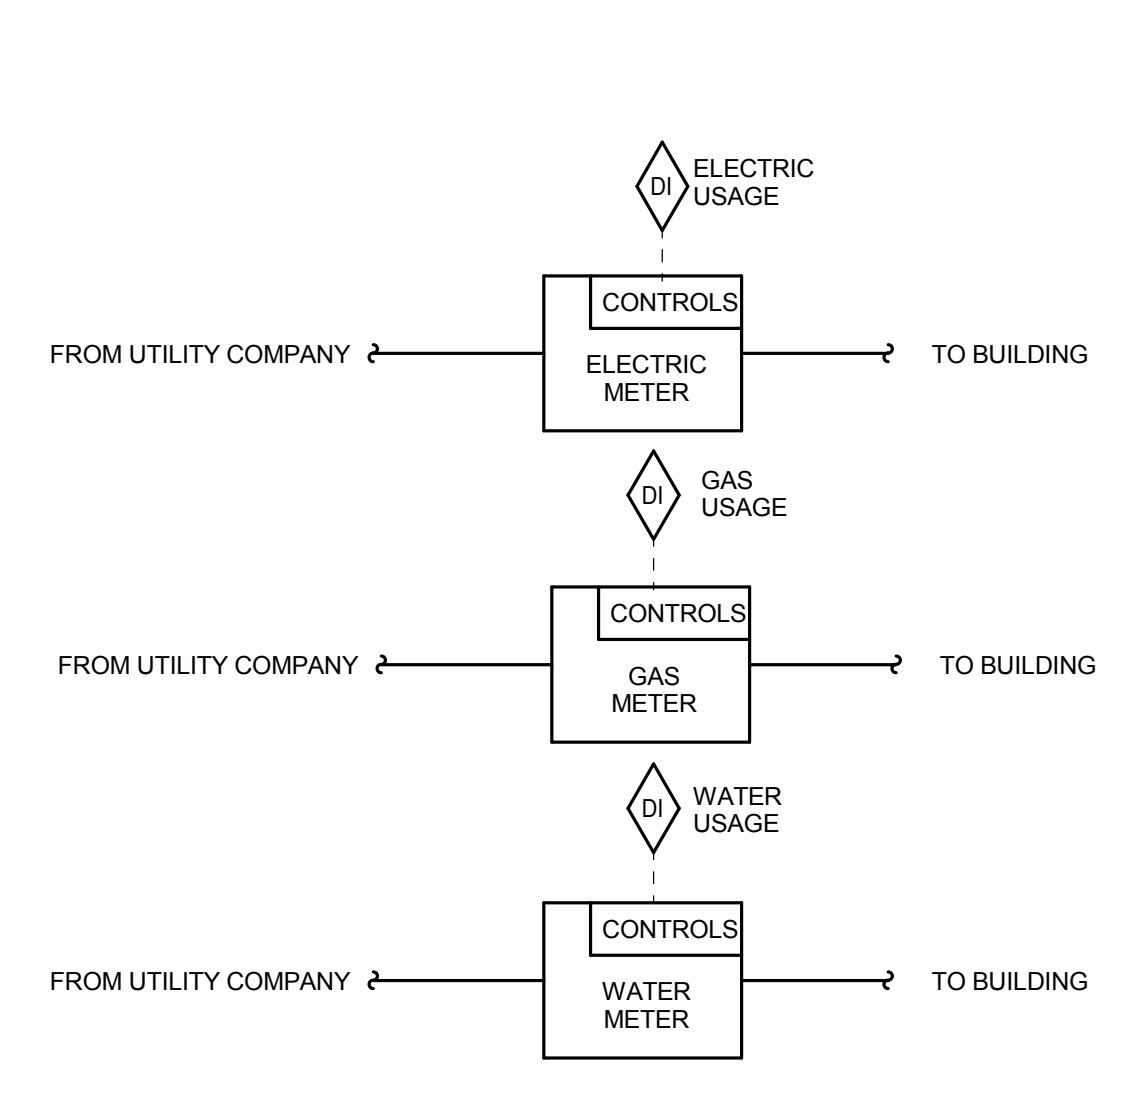 DI
ELECTRIC
USAGE
CONTROLS
FROM UTILITY COMPANY
ELECTRIC
METER
TO BUILDING
DI
GAS
USAGE
CONTROLS
FROM UTILITY COMPANY
GAS
METER
TO BUILDING
DI
WATER
USAGE
CONTROLS
FROM UTILITY COMPANY
WATER
METER
TO BUILDING